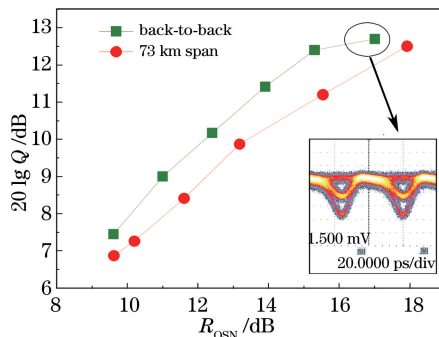 13
12
11
10
9
8
7
6
20 lg Q /dB
back-to-back
73 km span
1.500 mV
20.0000 ps/div
8
10
12
14
16
18
R_OSN/dB